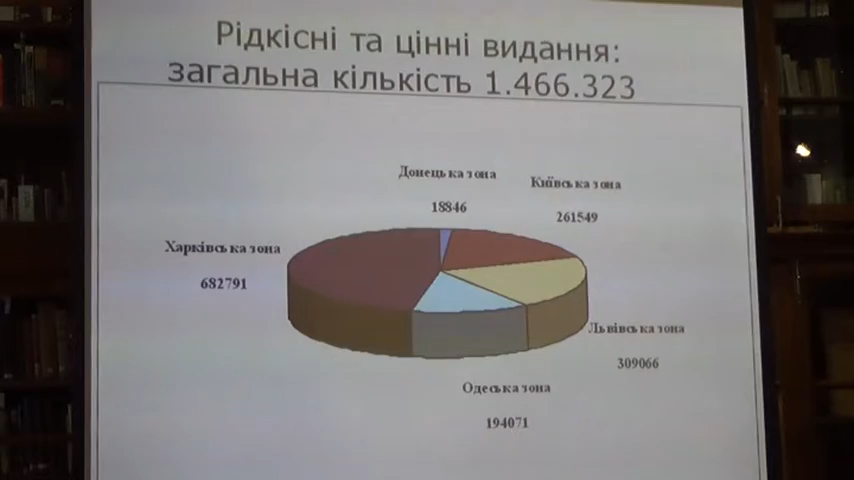 Рідкісні та цінні видання:
загальна кількість 1.466.323
Донецька зона
18846
Київська зона
261549
Харківська зона
682791
Львівська зона
309066
Одеська зона
194071